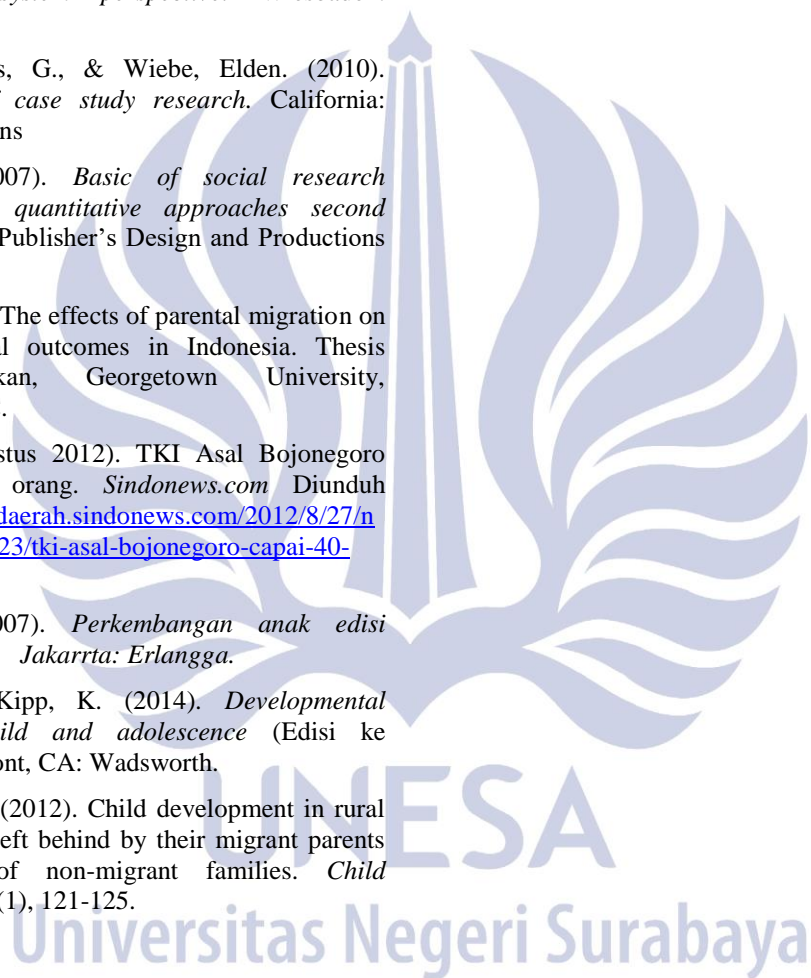 s, G., & Wiebe, Elden. (2010).
case study research. California:
ns
007). Basic of social research
quantitative approaches second
Publisher's Design and Productions
The effects of parental migration on
al outcomes in Indonesia. Thesis
kan, Georgetown University,
.
stus 2012). TKI Asal Bojonegoro
orang. Sindonews.com Diunduh
daerah.sindonews.com/2012/8/27/n
23/tki-asal-bojonegoro-capai-40-
007). Perkembangan anak edisi
Jakarrta: Erlangga.
Kipp, K. (2014). Developmental
ild and adolescence (Edisi ke
ont, CA: Wadsworth.
(2012). Child development in rural
eft behind by their migrant parents
of non-migrant families. Child
(1), 121-125.
UNESA
Universitas Negeri Surabaya